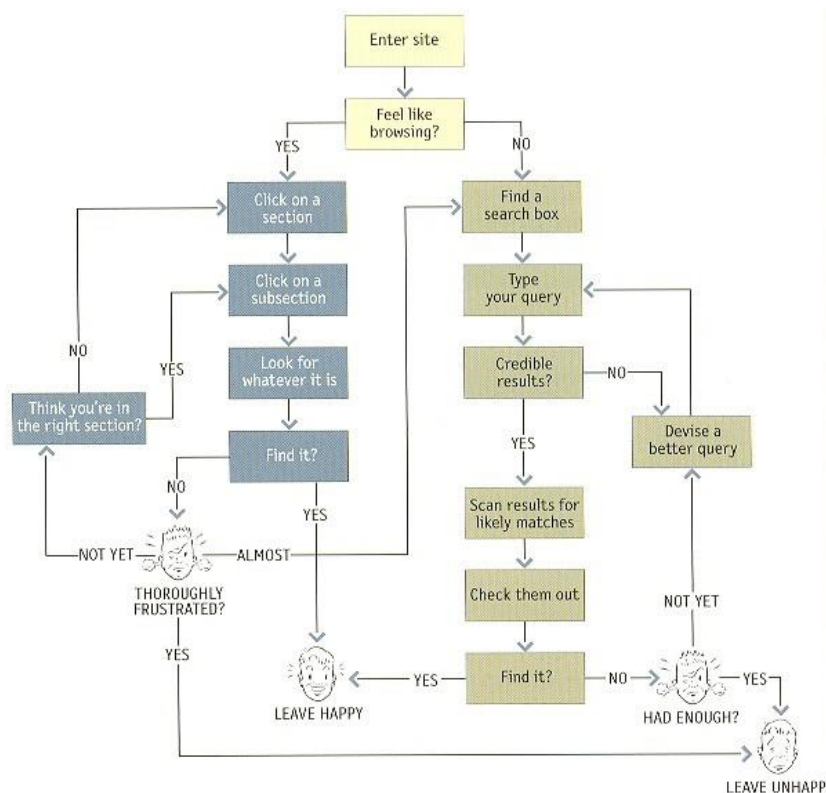 Enter site
Feel like
browsing?
YES
NO
Click on a
section
Find a
search box
Click on a
subsection
Type
your query
NO
YES
Look for
whatever it is
Credible
results?
NO
Think you're in
the right section?
Devise a
better query
YES
Find it?
NO
YES
Scan results for
likely matches
NOT YET
ALMOST
THOROUGHLY
FRUSTRATED?
Check them out
NOT YET
YES
Find it?
YES
NO
YES
LEAVE HAPPY
HAD ENOUGH?
LEAVE UNHAPP